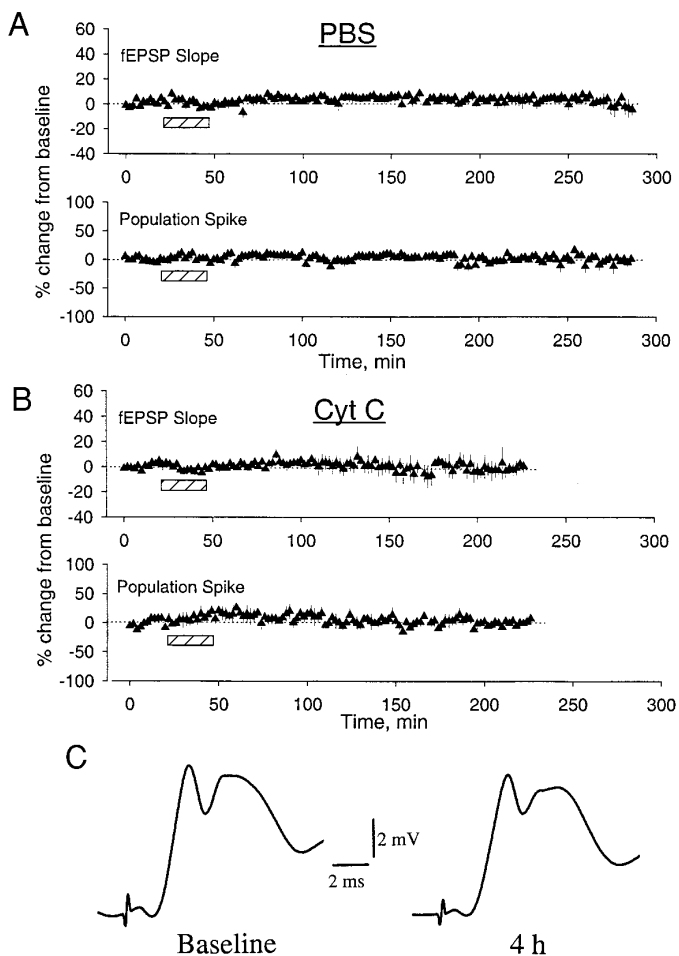 A
PBS
fEPSP Slope
60
40
20
0
-20
-40
0 50 100 150 200 250 300
% change from baseline
Population Spike
100
50
0
-50
-100
0 50 100 150 200 250 300
Time, min
B
Cyt C
fEPSP Slope
60
40
20
0
-20
-40
0 50 100 150 200 250 300
% change from baseline
Population Spike
100
50
0
-50
-100
0 50 100 150 200 250 300
Time, min
C
2 mV
2 ms
Baseline
4 h